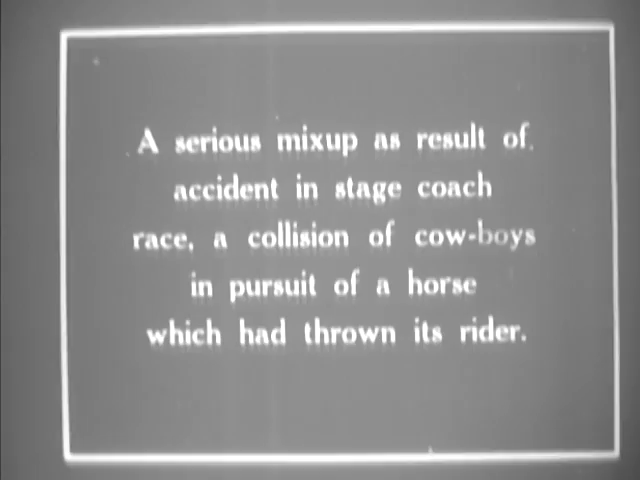 A serious mixup as result of
accident in stage coach
race, a collision of cow-boys
in pursuit of a horse
which had thrown its rider.